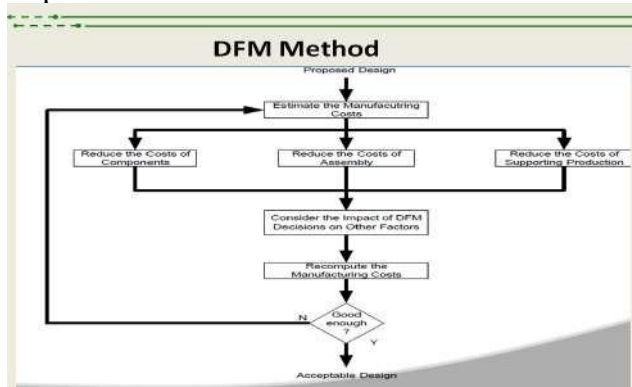 DFM Method
Proposed Design
Estimate the Manufacutring
Costs
Reduce the Costs of
Components
Reduce the Costs of
Assembly
Reduce the Costs of
Supporting Production
Consider the Impact of DFM
Decisions on Other Factors
Recompute the
Manufacturing Costs
Good
enough
?
N
Y
Acceptable Design